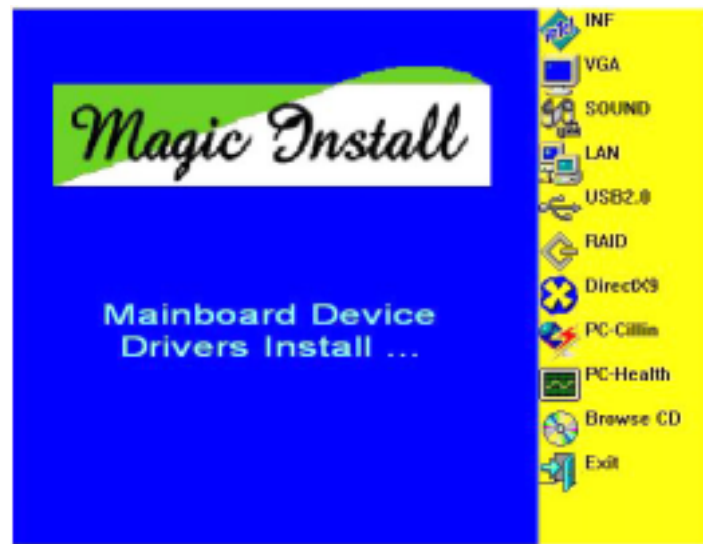 Magic Install
Mainboard Device
Drivers Install ...
INF
VGA
SOUND
LAN
USB2.0
RAID
DirectX9
PC-Cillin
PC-Health
Browse CD
Exit